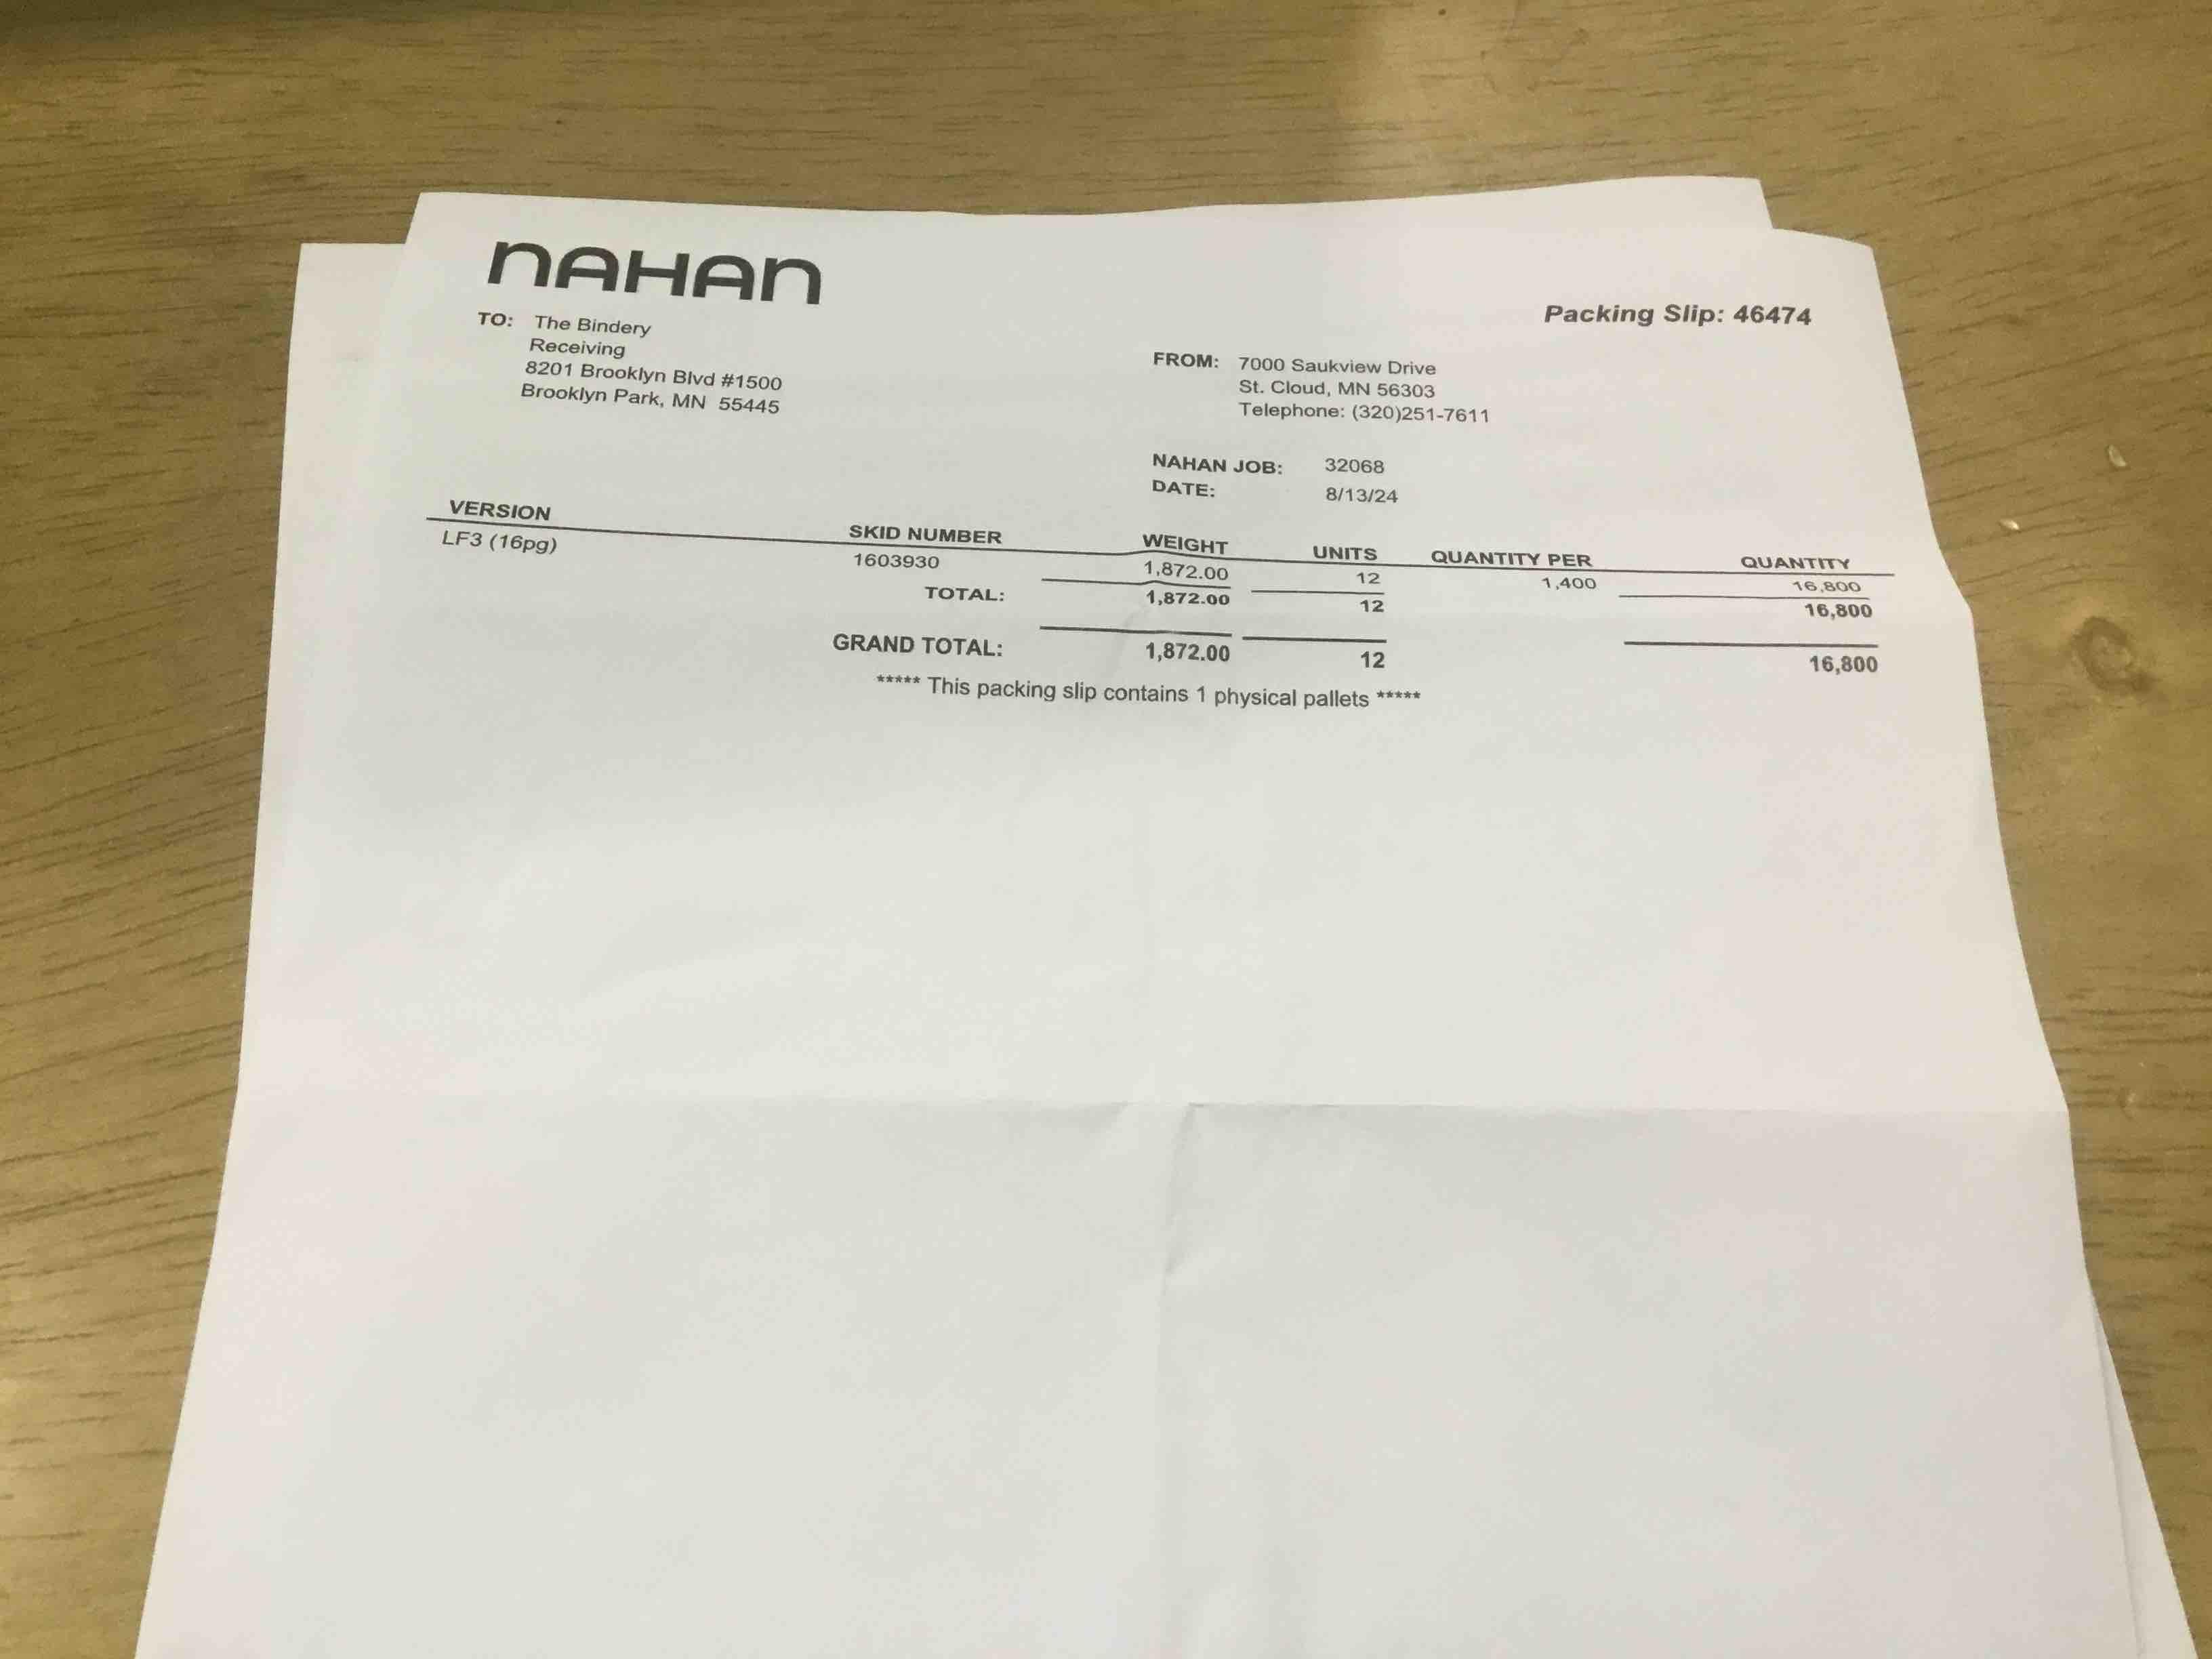 NAHAN
Packing Slip: 46474
TO: The Bindery
Receiving
8201 Brooklyn Blvd #1500
Brooklyn Park, MN 55445
FROM: 7000 Saukview Drive
St. Cloud, MN 56303
Telephone: (320)251-7611
NAHAN JOB: 32068
DATE: 8/13/24
VERSION SKID NUMBER WEIGHT UNITS QUANTITY PER QUANTITY
LF3 (16pg) 1603930 1,872.00 12 1,400 16,800
TOTAL: 1,872.00 12 16,800
GRAND TOTAL: 1,872.00 12 16,800
***** This packing slip contains 1 physical pallets *****